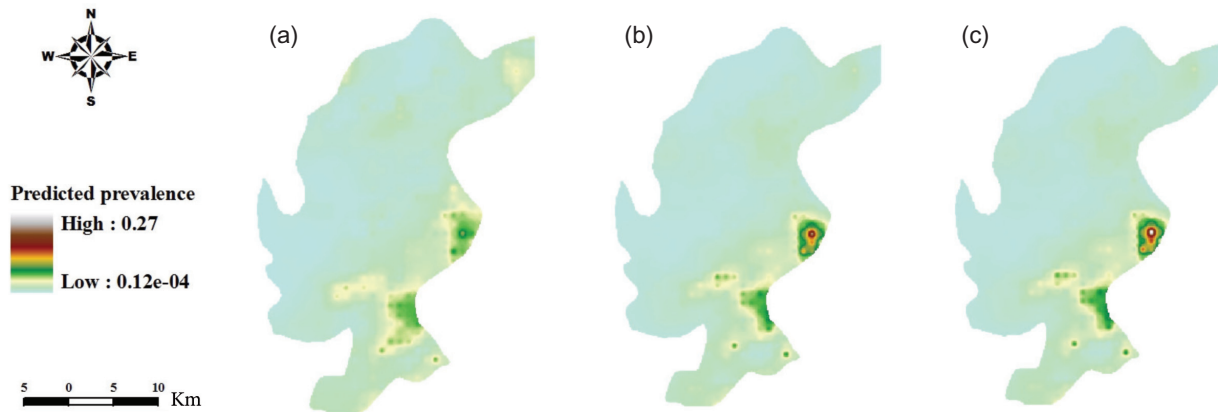 N
W E
S
(a)
(b)
(c)
Predicted prevalence
High : 0.27
Low : 0.12e-04
5 0 5 10 Km